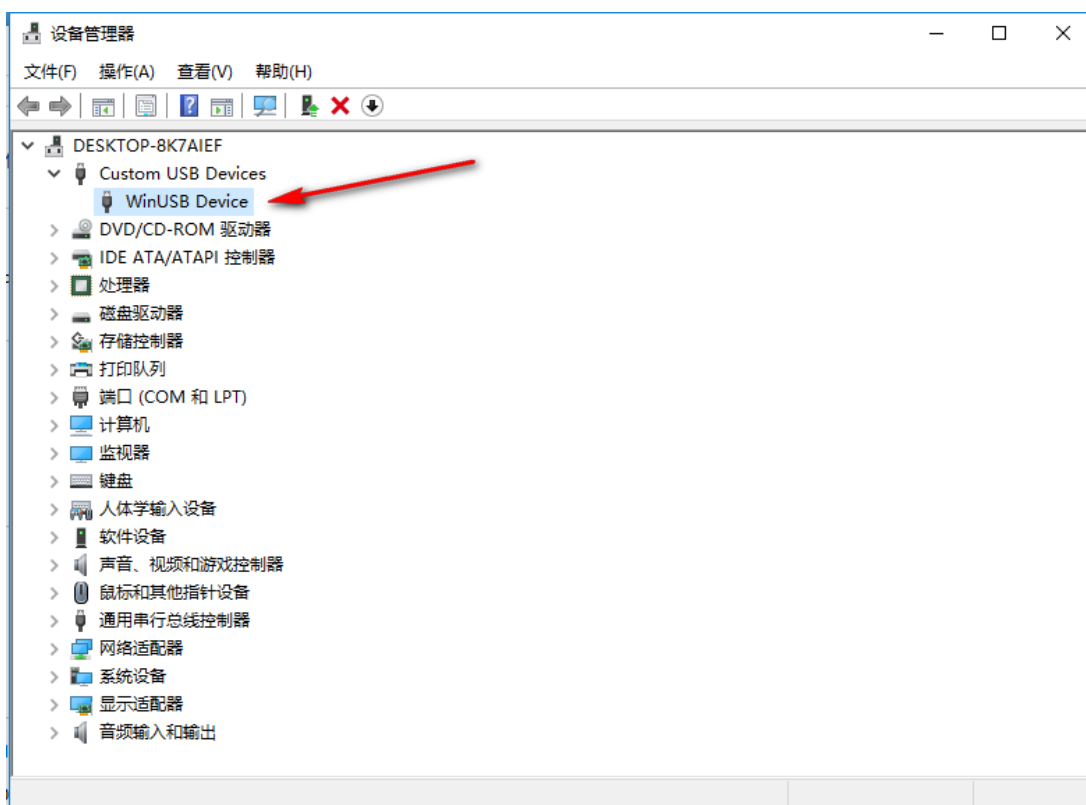 设备管理器
文件(F) 操作(A) 查看(V) 帮助(H)
DESKTOP-8K7AIEF
Custom USB Devices
WinUSB Device
DVD/CD-ROM 驱动器
IDE ATA/ATAPI 控制器
处理器
磁盘驱动器
存储控制器
打印队列
端口 (COM 和 LPT)
计算机
监视器
键盘
人体学输入设备
软件设备
声音、视频和游戏控制器
鼠标和其他指针设备
通用串行总线控制器
网络适配器
系统设备
显示适配器
音频输入和输出